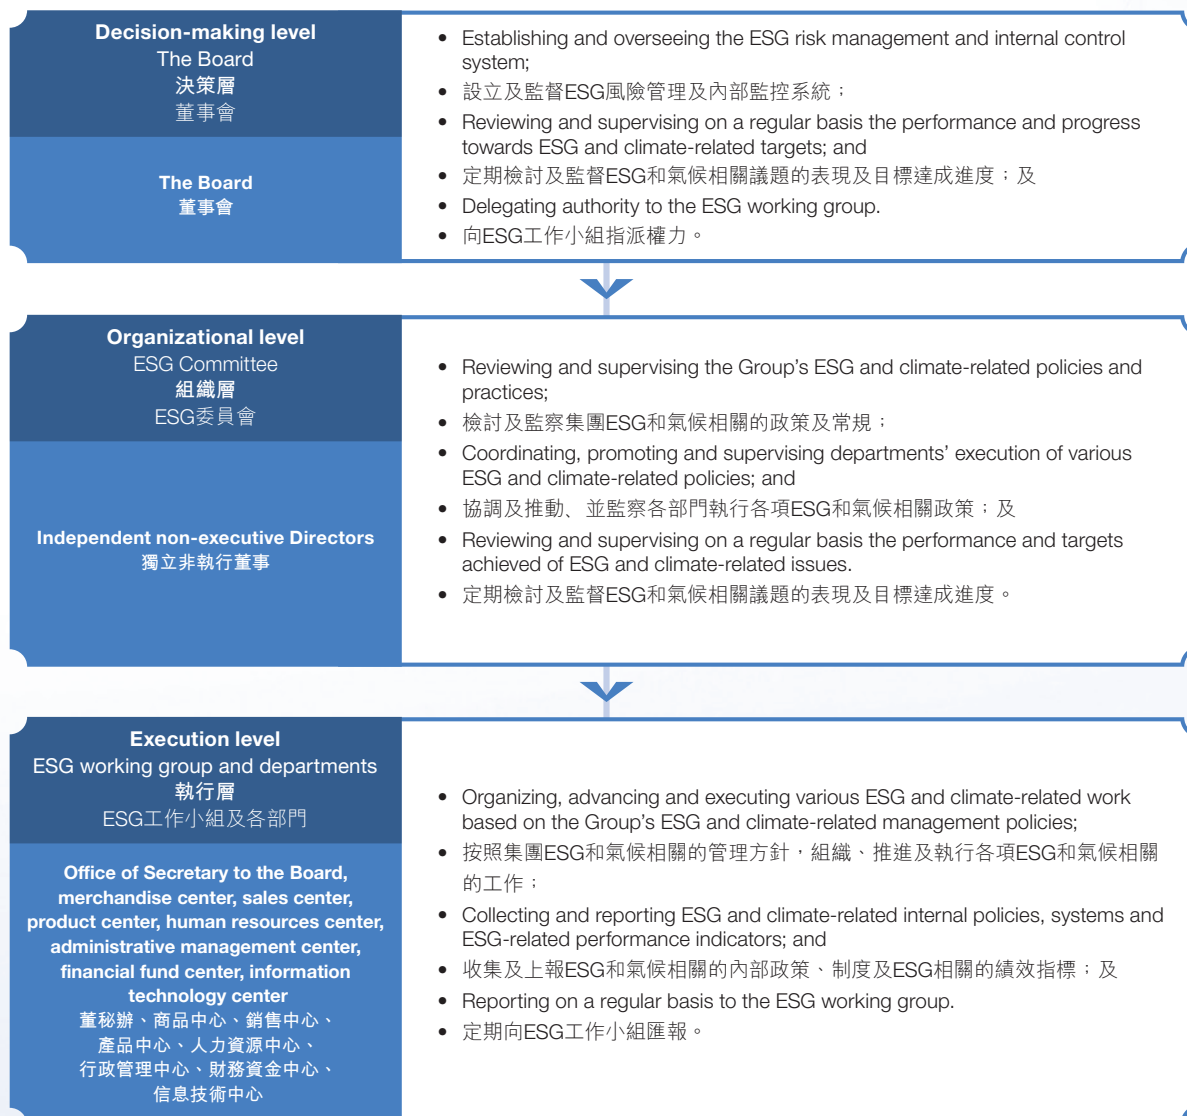 Decision-making level
The Board
決策層
董事會
The Board
董事會
• Establishing and overseeing the ESG risk management and internal control
system;
• 設立及監督ESG風險管理及內部監控系統；
• Reviewing and supervising on a regular basis the performance and progress
towards ESG and climate-related targets; and
• 定期檢討及監督ESG和氣候相關議題的表現及目標達成進度；及
• Delegating authority to the ESG working group.
• 向ESG工作小組指派權力。
Organizational level
ESG Committee
組織層
ESG委員會
Independent non-executive Directors
獨立非執行董事
• Reviewing and supervising the Group’s ESG and climate-related policies and
practices;
• 檢討及監察集團ESG和氣候相關的政策及常規；
• Coordinating, promoting and supervising departments’ execution of various
ESG and climate-related policies; and
• 協調及推動、並監察各部門執行各項ESG和氣候相關政策；及
• Reviewing and supervising on a regular basis the performance and targets
achieved of ESG and climate-related issues.
• 定期檢討及監督ESG和氣候相關議題的表現及目標達成進度。
Execution level
ESG working group and departments
執行層
ESG工作小組及各部門
Office of Secretary to the Board,
merchandise center, sales center,
product center, human resources center,
administrative management center,
financial fund center, information
technology center
董秘辦、商品中心、銷售中心、
產品中心、人力資源中心、
行政管理中心、財務資金中心、
信息技術中心
• Organizing, advancing and executing various ESG and climate-related work
based on the Group’s ESG and climate-related management policies;
• 按照集團ESG和氣候相關的管理方針，組織、推進及執行各項ESG和氣候相關
的工作；
• Collecting and reporting ESG and climate-related internal policies, systems and
ESG-related performance indicators; and
• 收集及上報ESG和氣候相關的內部政策、制度及ESG相關的績效指標；及
• Reporting on a regular basis to the ESG working group.
• 定期向ESG工作小組匯報。